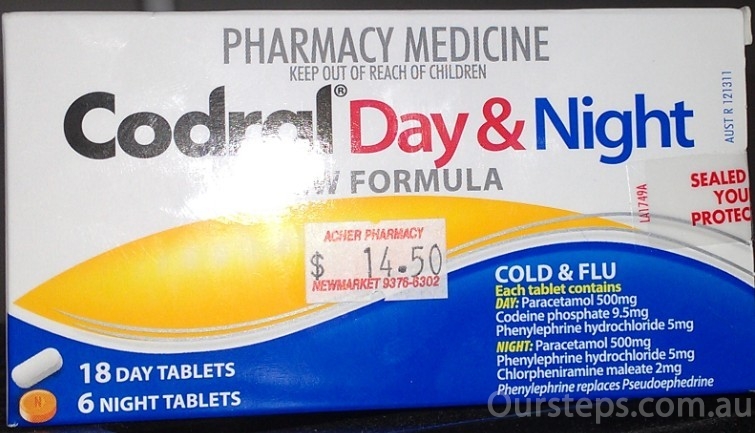 PHARMACY MEDICINE
KEEP OUT OF REACH OF CHILDREN
Codral® Day & Night
FORMULA
AUST R 121311
LA1749A
SEALED
YOU
PROTEC
ACHER PHARMACY
$ 14.50
NEWMARKET 9376-6302
COLD & FLU
Each tablet contains
DAY: Paracetamol 500mg
Codeine phosphate 9.5mg
Phenylephrine hydrochloride 5mg
NIGHT: Paracetamol 500mg
Phenylephrine hydrochloride 5mg
Chlorpheniramine maleate 2mg
Phenylephrine replaces Pseudoephedrine
18 DAY TABLETS
N
6 NIGHT TABLETS
Oursteps.com.au